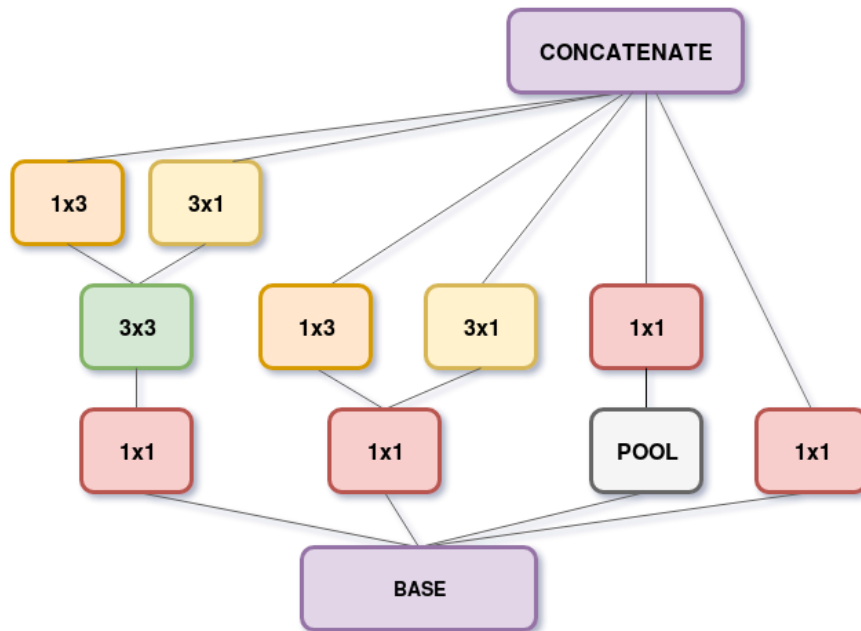 CONCATENATE
1x3
3x1
3x3
1x3
3x1
1x1
1x1
1x1
POOL
1x1
BASE